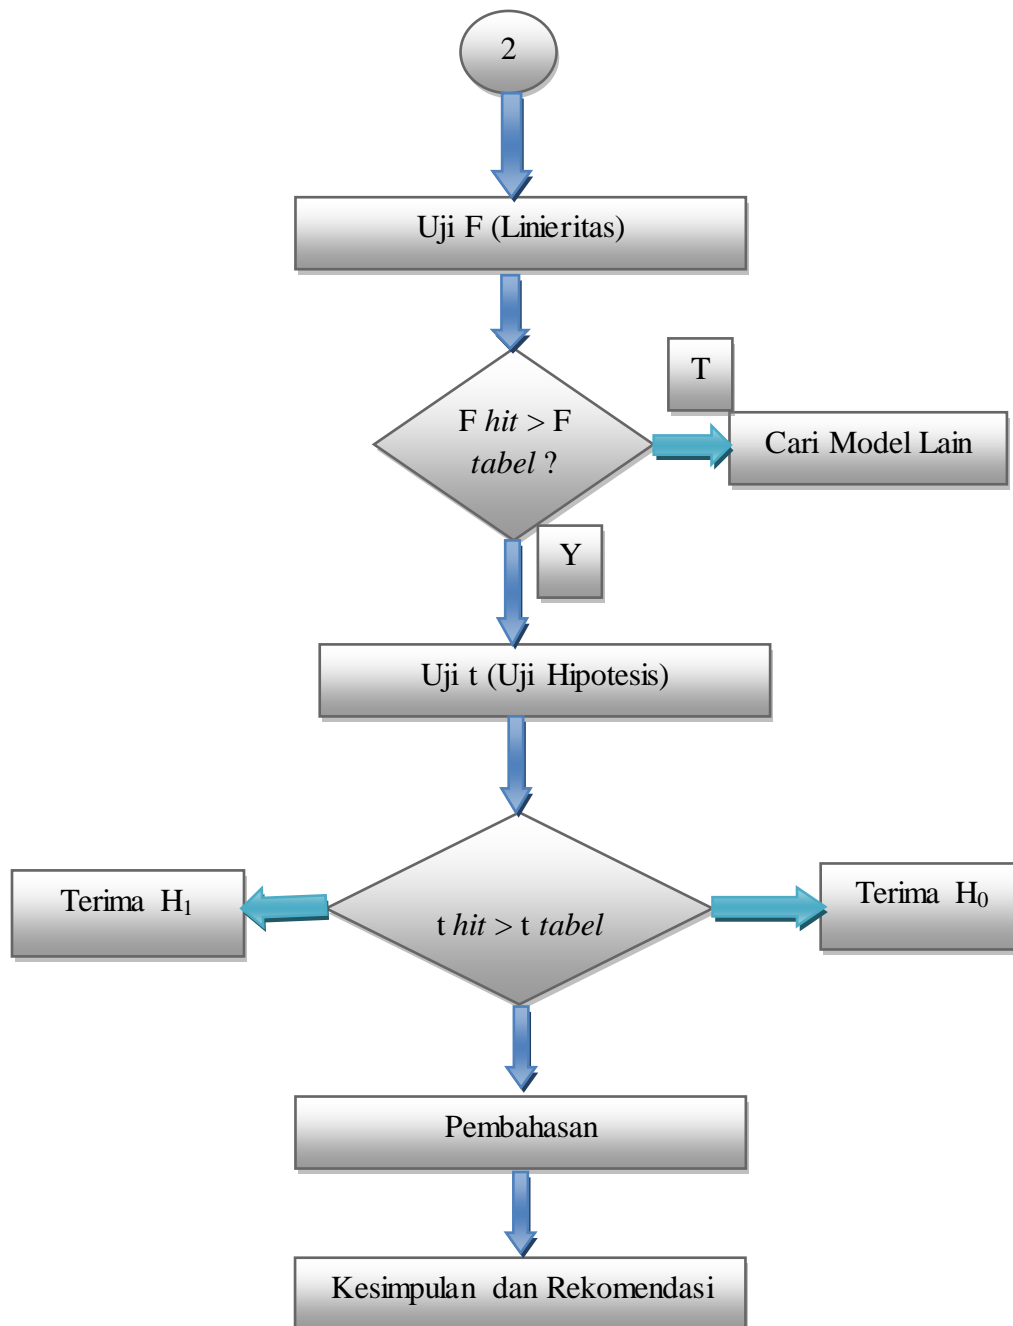 2
Uji F (Linieritas)
F hit > F
tabel ?
T
Cari Model Lain
Y
Uji t (Uji Hipotesis)
Terima H₁
t hit > t tabel
Terima H₀
Pembahasan
Kesimpulan dan Rekomendasi